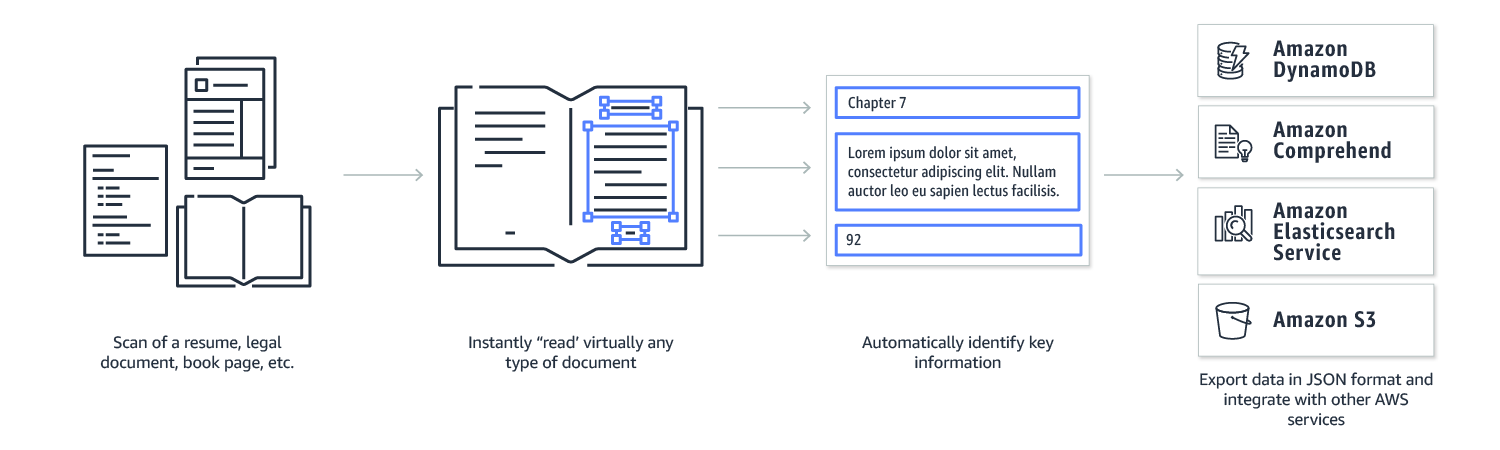 Scan of a resume, legal
document, book page, etc.
Instantly “read’ virtually any
type of document
Chapter 7
Lorem ipsum dolor sit amet,
consectetur adipiscing elit. Nullam
auctor leo eu sapien lectus facilisis.
92
Automatically identify key
information
Amazon
DynamoDB
Amazon
Comprehend
Amazon
Elasticsearch
Service
Amazon S3
Export data in JSON format and
integrate with other AWS
services